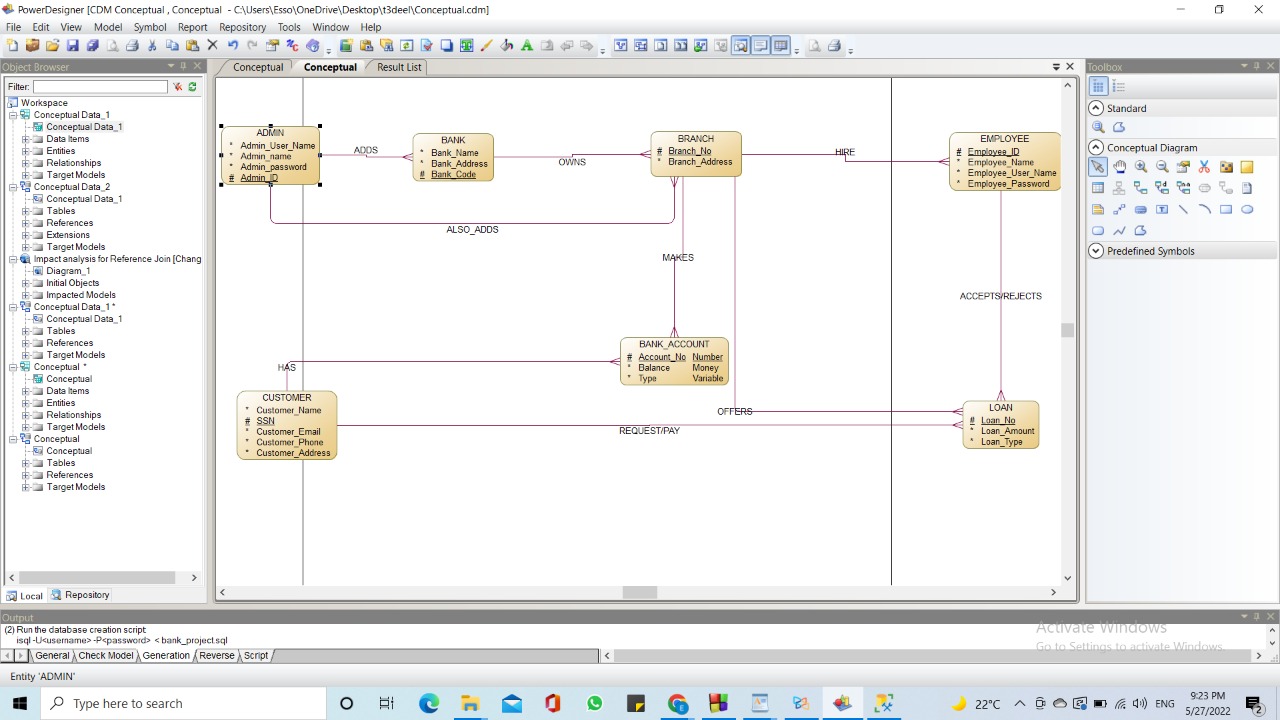 PowerDesigner [CDM Conceptual , Conceptual - C:\Users\Esso\OneDrive\Desktop\t3deel\Conceptual.cdm]
File Edit View Model Symbol Report Repository Tools Window Help
Object Browser
Filter:
Workspace
Conceptual Data_1
Conceptual Data_1
Data Items
Entities
Relationships
Target Models
Conceptual Data_2
Conceptual Data_1
Tables
References
Extensions
Target Models
Impact analysis for Reference Join [Chang
Diagram_1
Initial Objects
Impacted Models
Conceptual Data_1 *
Conceptual Data_1
Tables
References
Target Models
Conceptual *
Conceptual
Data Items
Entities
Relationships
Target Models
Conceptual
Conceptual
Tables
References
Target Models
Local Repository
Conceptual Conceptual Result List
ADMIN
* Admin_User_Name
* Admin_name
* Admin_password
# Admin_ID
ADDS
BANK
* Bank_Name
* Bank_Address
# Bank_Code
OWNS
BRANCH
# Branch_No
* Branch_Address
HIRE
EMPLOYEE
# Employee_ID
* Employee_Name
* Employee_User_Name
* Employee_Password
ALSO_ADDS
MAKES
ACCEPTS/REJECTS
BANK_ACCOUNT
# Account_No Number
* Balance Money
* Type Variable
HAS
CUSTOMER
* Customer_Name
# SSN
* Customer_Email
* Customer_Phone
* Customer_Address
OFFERS
REQUEST/PAY
LOAN
# Loan_No
* Loan_Amount
* Loan_Type
Toolbox
Standard
Conceptual Diagram
Predefined Symbols
Output
(2) Run the database creation script:
isql -U<username> -P<password> < bank_project.sql
General Check Model Generation Reverse Script
Activate Windows
Go to Settings to activate Windows.
Entity 'ADMIN'
Type here to search
22°C
ENG
9:23 PM
5/27/2022
2